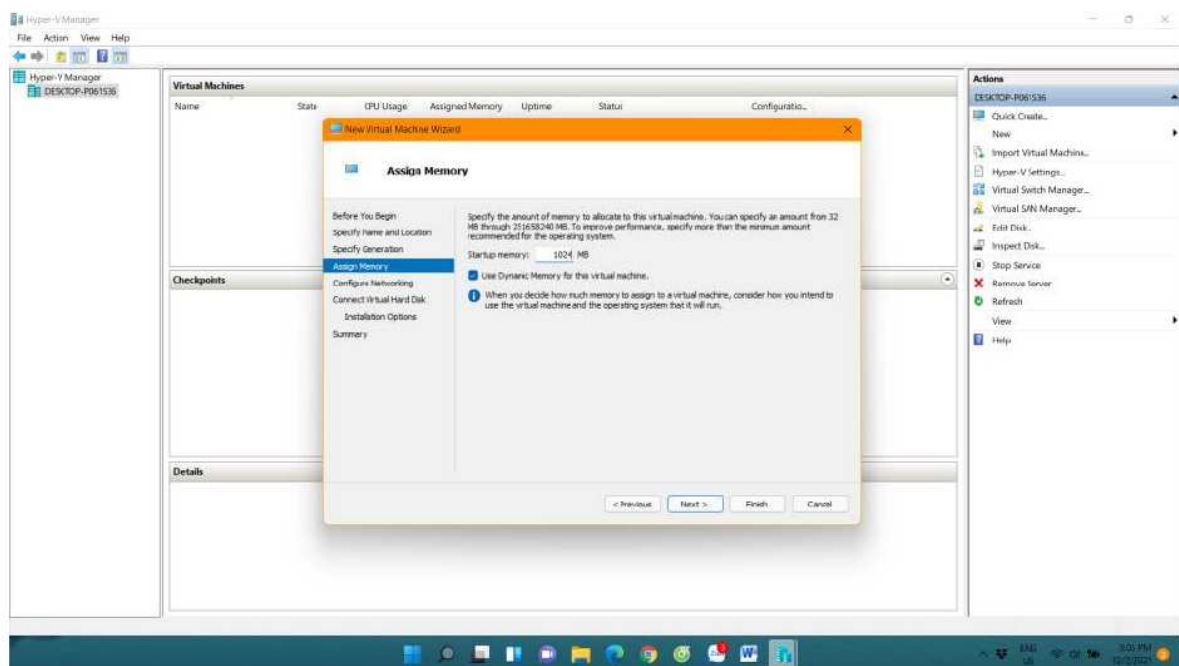 Hyper-V Manager
File Action View Help
Hyper-V Manager
DESKTOP-P061536
Virtual Machines
Name State CPU Usage Assigned Memory Uptime Status Configuratio...
New Virtual Machine Wizard
Assign Memory
Before You Begin
Specify Name and Location
Specify Generation
Assign Memory
Configure Networking
Connect Virtual Hard Disk
Installation Options
Summary
Specify the amount of memory to allocate to this virtual machine. You can specify an amount from 32
MB through 251658240 MB. To improve performance, specify more than the minimum amount
recommended for the operating system.
Startup memory: 1024 MB
Use Dynamic Memory for this virtual machine.
When you decide how much memory to assign to a virtual machine, consider how you intend to
use the virtual machine and the operating system that it will run.
< Previous Next > Finish Cancel
Checkpoints
Details
Actions
DESKTOP-P061536
Quick Create...
New
Import Virtual Machine...
Hyper-V Settings...
Virtual Switch Manager...
Virtual SAN Manager...
Edit Disk...
Inspect Disk...
Stop Service
Remove Server
Refresh
View
Help
ENG
US
3:05 PM